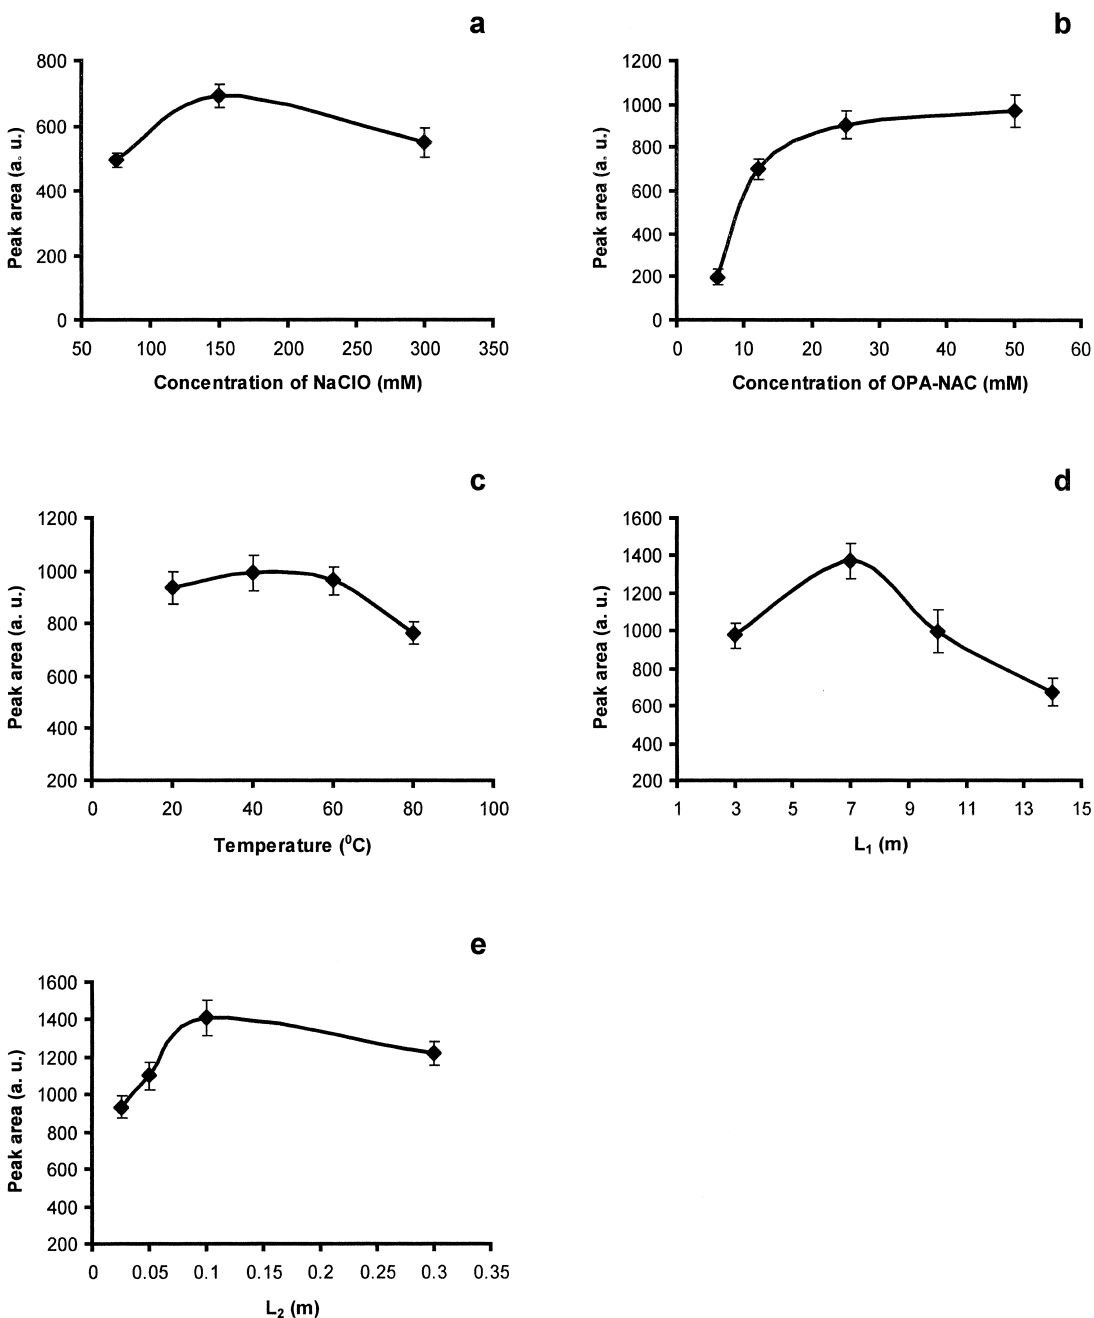 a
800
600
400
200
0
Peak area (a. u.)
50 100 150 200 250 300 350
Concentration of NaClO (mM)
b
1200
1000
800
600
400
200
0
Peak area (a. u.)
0 10 20 30 40 50 60
Concentration of OPA-NAC (mM)
c
1200
1000
800
600
400
200
Peak area (a. u.)
0 20 40 60 80 100
Temperature (⁰C)
d
1600
1400
1200
1000
800
600
400
200
Peak area (a. u.)
1 3 5 7 9 11 13 15
L₁ (m)
e
1600
1400
1200
1000
800
600
400
200
Peak area (a. u.)
0 0.05 0.1 0.15 0.2 0.25 0.3 0.35
L₂ (m)